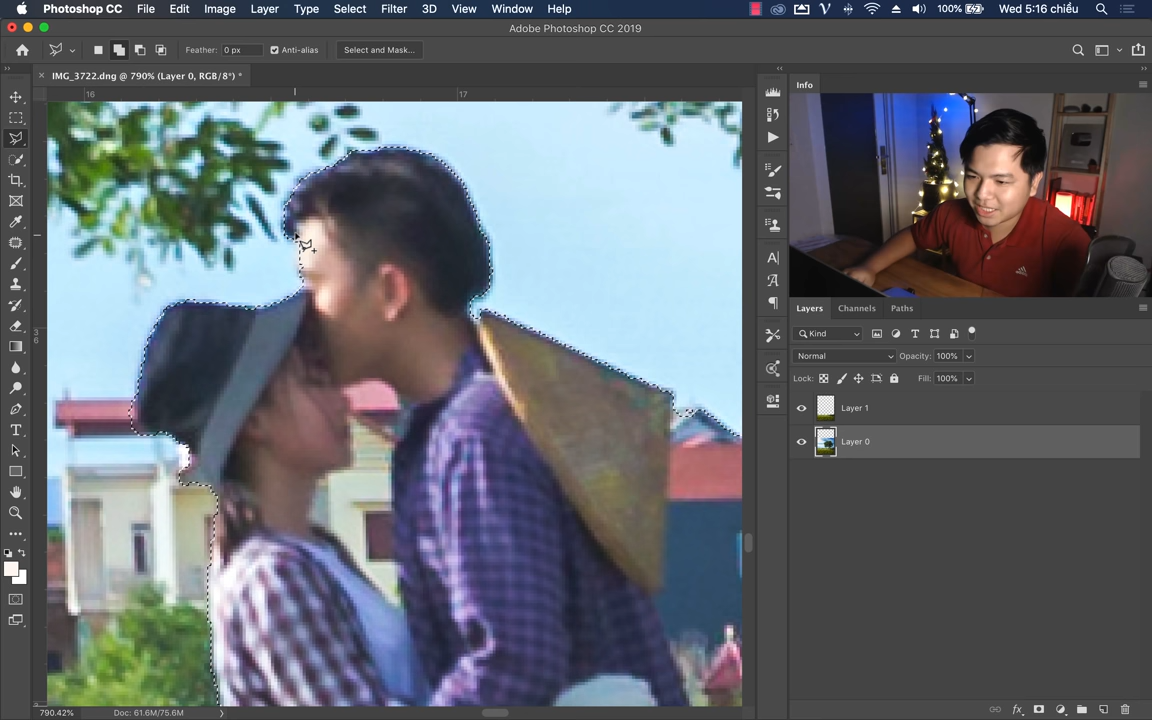 Photoshop CC File Edit Image Layer Type Select Filter 3D View Window Help 100% Wed 5:16 chiều
Adobe Photoshop CC 2019
Feather: 0 px Anti-alias Select and Mask...
IMG_3722.dng @ 790% (Layer 0, RGB/8*) *
16 17
Info
A
Layers Channels Paths
Kind
Normal Opacity: 100%
Lock: Fill: 100%
Layer 1
Layer 0
fx
790.42% Doc: 61.6M/75.6M